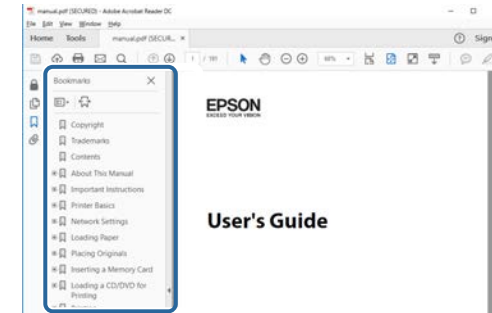 manual.pdf (SECURED) - Adobe Acrobat Reader DC
File Edit View Window Help
Home Tools manual.pdf (SECUR... ×
Sign
1 / 191
Bookmarks
Copyright
Trademarks
Contents
About This Manual
Important Instructions
Printer Basics
Network Settings
Loading Paper
Placing Originals
Inserting a Memory Card
Loading a CD/DVD for
Printing
EPSON
EXCEED YOUR VISION
User's Guide